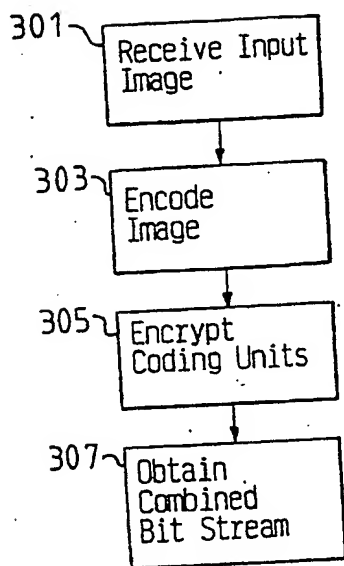 301
Receive Input
Image
303
Encode
Image
305
Encrypt
Coding Units
307
Obtain
Combined
Bit Stream